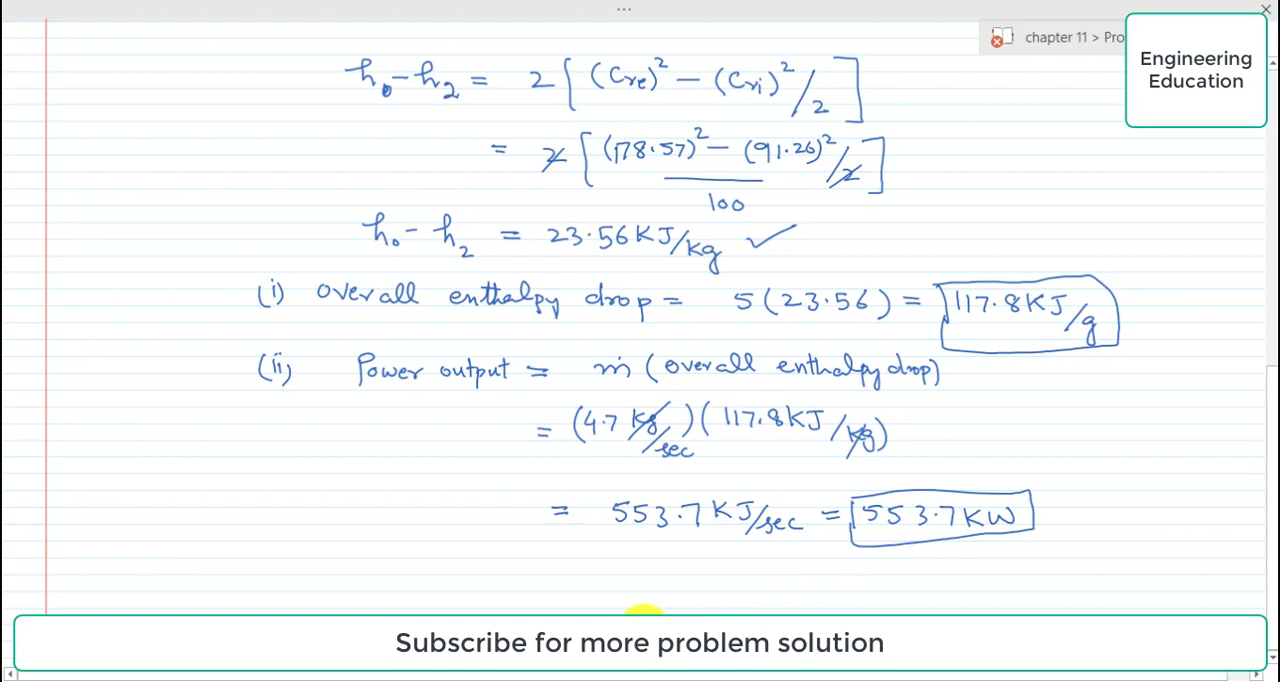 chapter 11 > Pro
Engineering
Education
h₀ - h₂ = 2 [ (Cre)² - (Cri)²/2 ]
= 2 [ (178.57)² - (91.26)²/2 ]
100
h₀ - h₂ = 23.56 KJ/kg ✓
(i) overall enthalpy drop = 5 (23.56) = 117.8 KJ/g
(ii) Power output = ṁ (overall enthalpy drop)
= (4.7 Kg/sec) (117.8 KJ/kg)
= 553.7 KJ/sec = 553.7 KW
Subscribe for more problem solution